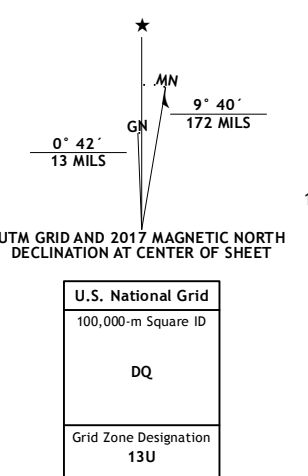 ★
MN
GN
9° 40´
172 MILS
0° 42´
13 MILS
UTM GRID AND 2017 MAGNETIC NORTH
DECLINATION AT CENTER OF SHEET
U.S. National Grid
100,000-m Square ID
DQ
Grid Zone Designation
13U